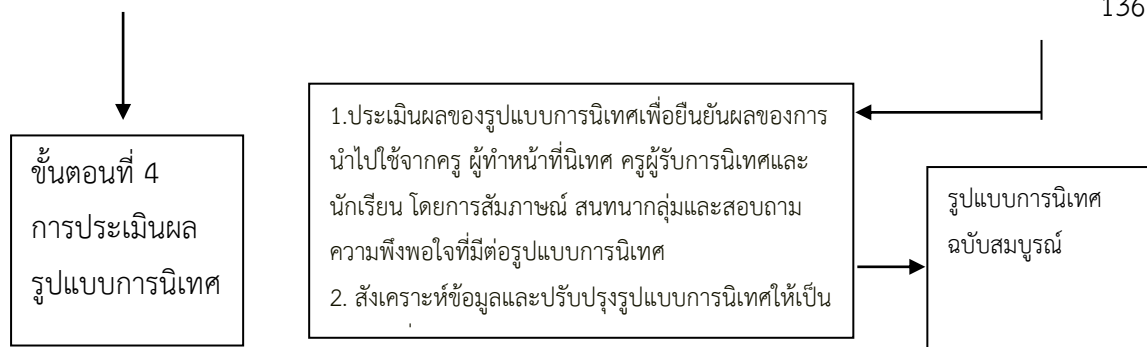 136
ขั้นตอนที่ 4
การประเมินผล
รูปแบบการนิเทศ
1.ประเมินผลของรูปแบบการนิเทศเพื่อยืนยันผลของการ
นำไปใช้จากครู ผู้ทำหน้าที่นิเทศ ครูผู้รับการนิเทศและ
นักเรียน โดยการสัมภาษณ์ สนทนากลุ่มและสอบถาม
ความพึงพอใจที่มีต่อรูปแบบการนิเทศ
2. สังเคราะห์ข้อมูลและปรับปรุงรูปแบบการนิเทศให้เป็น
รูปแบบการนิเทศ
ฉบับสมบูรณ์